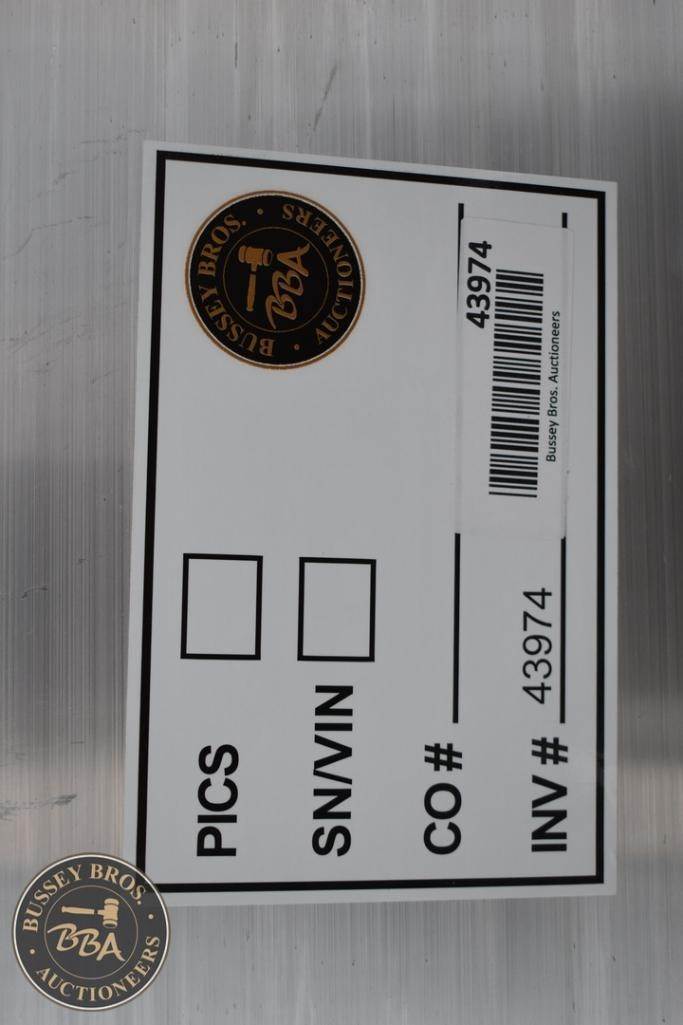 PICS
SN/VIN
CO #
INV # 43974
BUSSEY BROS.
BBA
AUCTIONEERS
43974
Bussey Bros. Auctioneers
BUSSEY BROS.
BBA
AUCTIONEERS